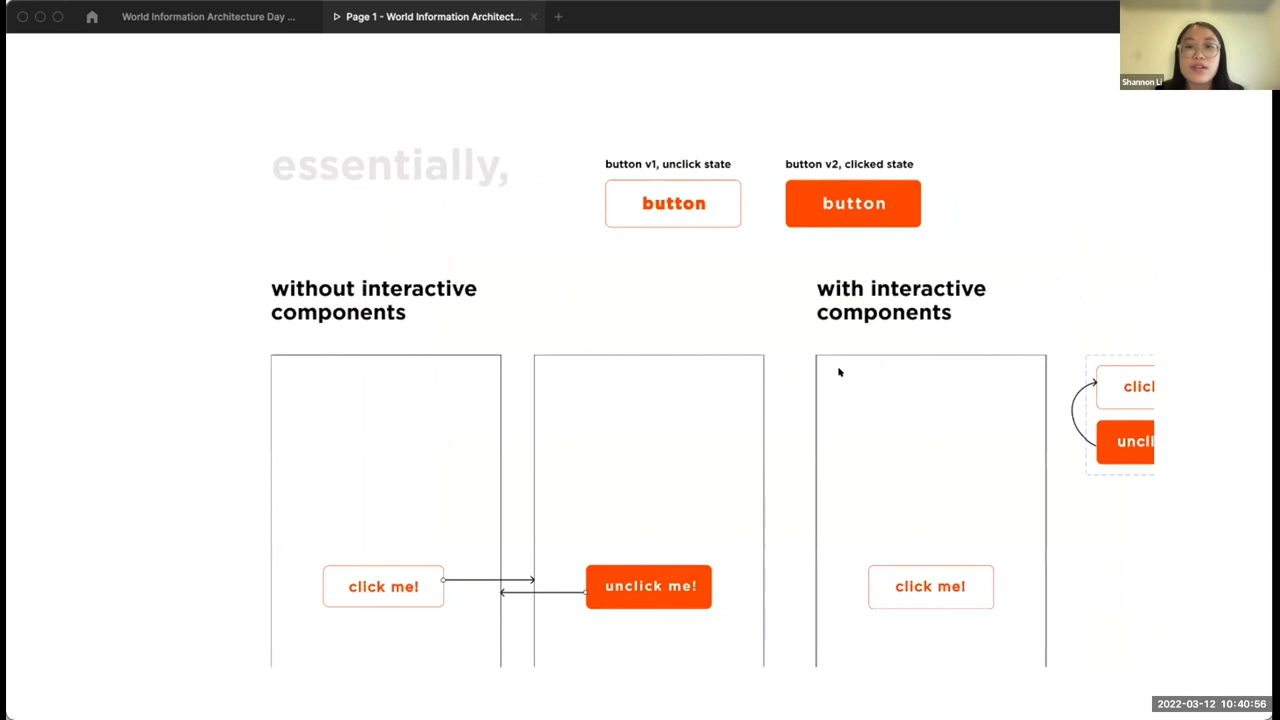 World Information Architecture Day ...
Page 1 - World Information Architect...
Shannon Li
essentially,
button v1, unclick state
button v2, clicked state
button
button
without interactive
components
with interactive
components
clic
uncli
click me!
unclick me!
click me!
2022-03-12 10:40:56